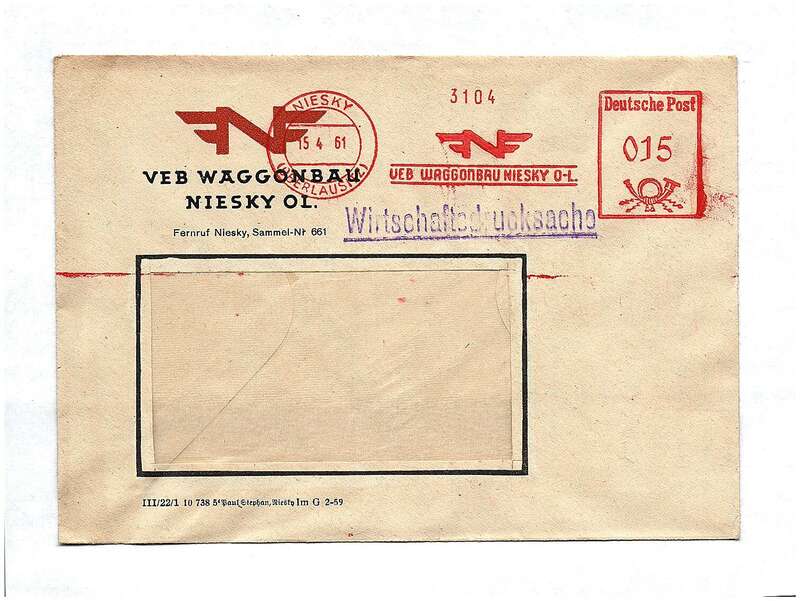 VEB WAGGONBAU
NIESKY OL.
Fernruf Niesky, Sammel-Nr 661
NIESKY
15 4 61
(OBERLAUSITZ)
3104
VEB WAGGONBAU NIESKY O-L.
Deutsche Post
015
Wirtschaftsdrucksache
III/22/1 10 738 5⁴ Paul Stephan, Niesky Im G 2-59